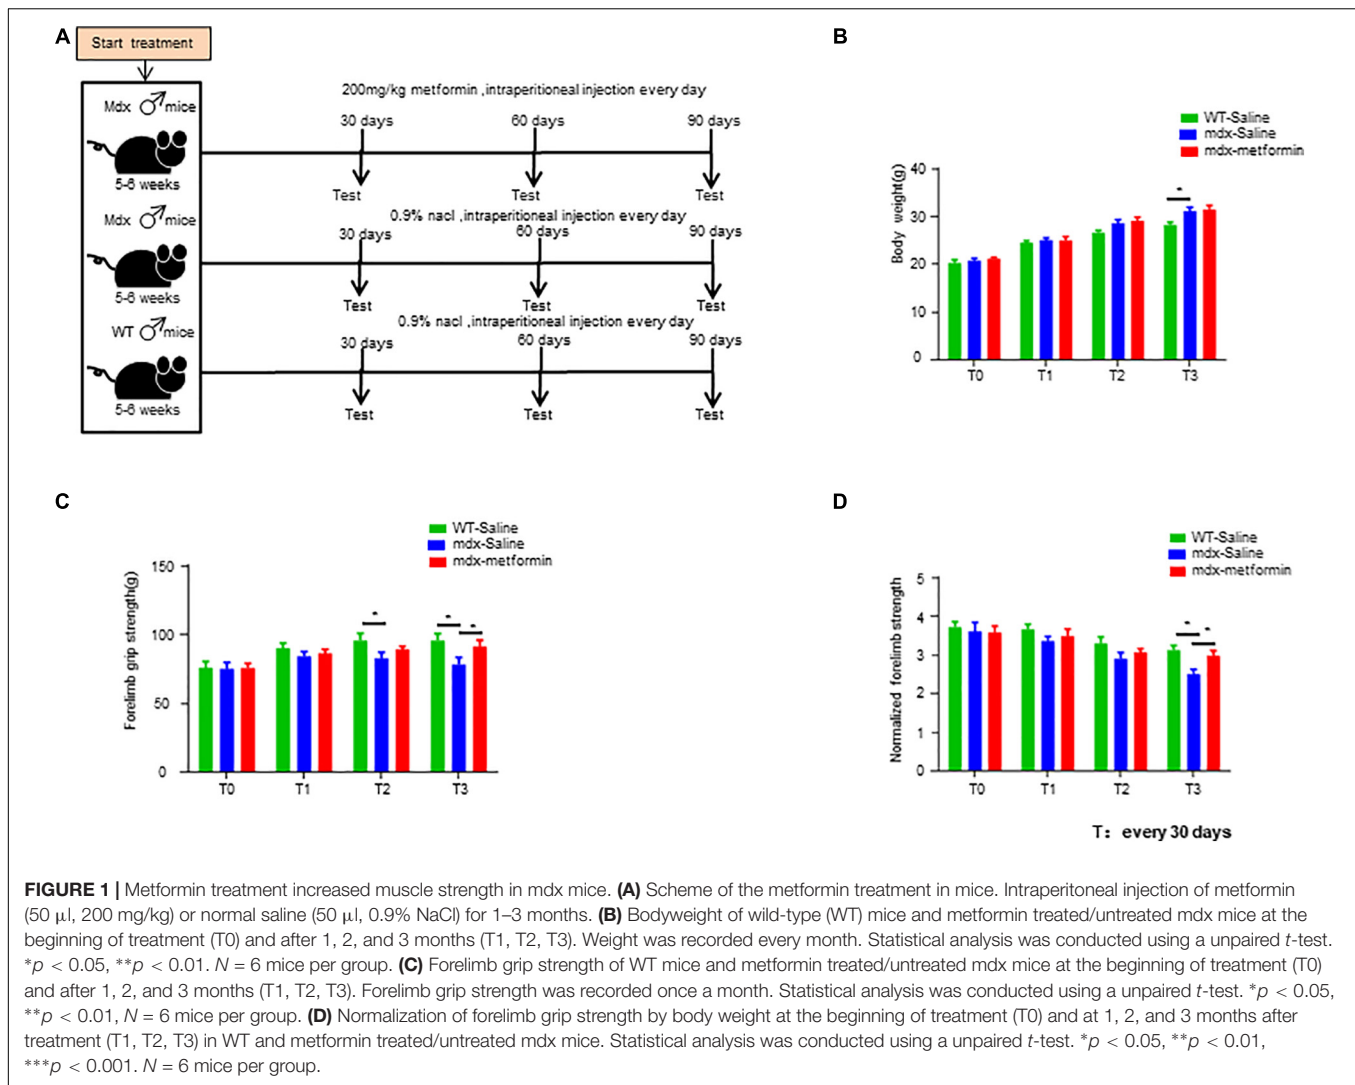 A
Start treatment
Mdx ♂ mice
5-6 weeks
Mdx ♂ mice
5-6 weeks
WT ♂ mice
5-6 weeks
200mg/kg metformin ,intraperitioneal injection every day
30 days 60 days 90 days
Test Test Test
0.9% nacl ,intraperitioneal injection every day
30 days 60 days 90 days
Test Test Test
0.9% nacl ,intraperitioneal injection every day
30 days 60 days 90 days
Test Test Test
B
WT-Saline
mdx-Saline
mdx-metformin
Body weight(g)
40
30
20
10
0
*
T0 T1 T2 T3
C
WT-Saline
mdx-Saline
mdx-metformin
Forelimb grip strength(g)
150
100
50
0
* * *
T0 T1 T2 T3
D
WT-Saline
mdx-Saline
mdx-metformin
Normalized forelimb strength
5
4
3
2
1
0
* *
T0 T1 T2 T3
T: every 30 days
FIGURE 1 | Metformin treatment increased muscle strength in mdx mice. (A) Scheme of the metformin treatment in mice. Intraperitoneal injection of metformin
(50 μl, 200 mg/kg) or normal saline (50 μl, 0.9% NaCl) for 1–3 months. (B) Bodyweight of wild-type (WT) mice and metformin treated/untreated mdx mice at the
beginning of treatment (T0) and after 1, 2, and 3 months (T1, T2, T3). Weight was recorded every month. Statistical analysis was conducted using a unpaired t-test.
*p < 0.05, **p < 0.01. N = 6 mice per group. (C) Forelimb grip strength of WT mice and metformin treated/untreated mdx mice at the beginning of treatment (T0)
and after 1, 2, and 3 months (T1, T2, T3). Forelimb grip strength was recorded once a month. Statistical analysis was conducted using a unpaired t-test. *p < 0.05,
**p < 0.01, N = 6 mice per group. (D) Normalization of forelimb grip strength by body weight at the beginning of treatment (T0) and at 1, 2, and 3 months after
treatment (T1, T2, T3) in WT and metformin treated/untreated mdx mice. Statistical analysis was conducted using a unpaired t-test. *p < 0.05, **p < 0.01,
***p < 0.001. N = 6 mice per group.